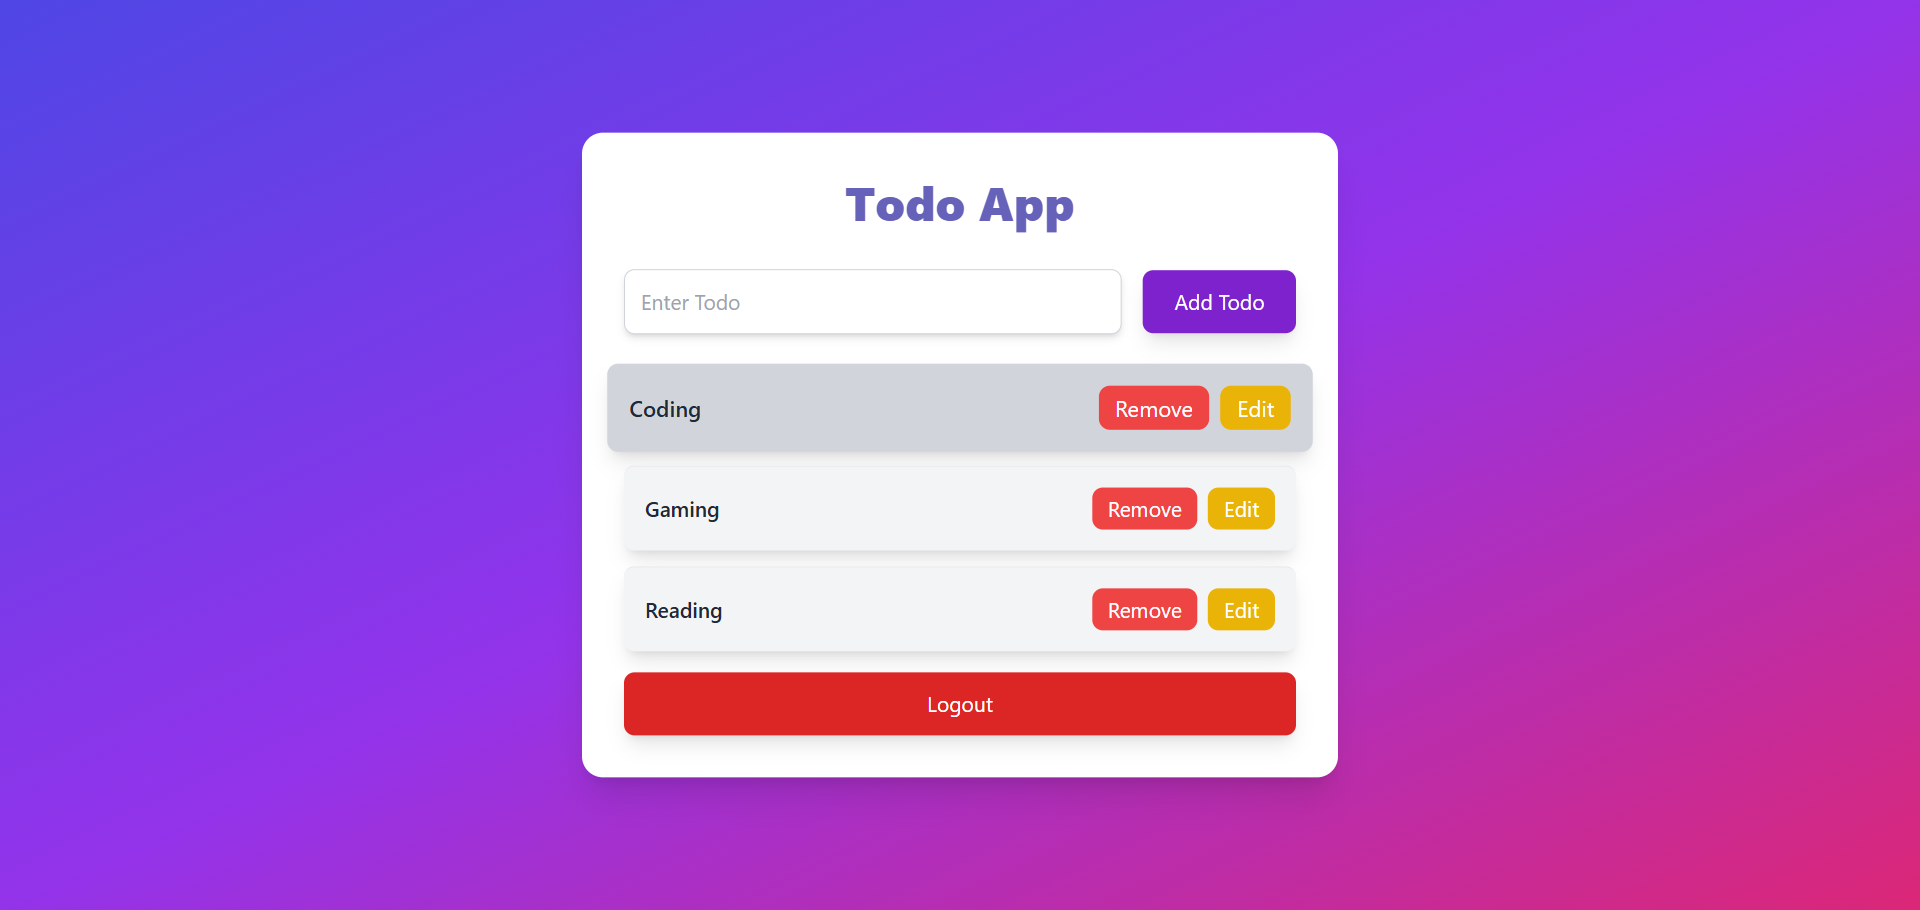 Todo App
Enter Todo Add Todo
Coding Remove Edit
Gaming Remove Edit
Reading Remove Edit
Logout